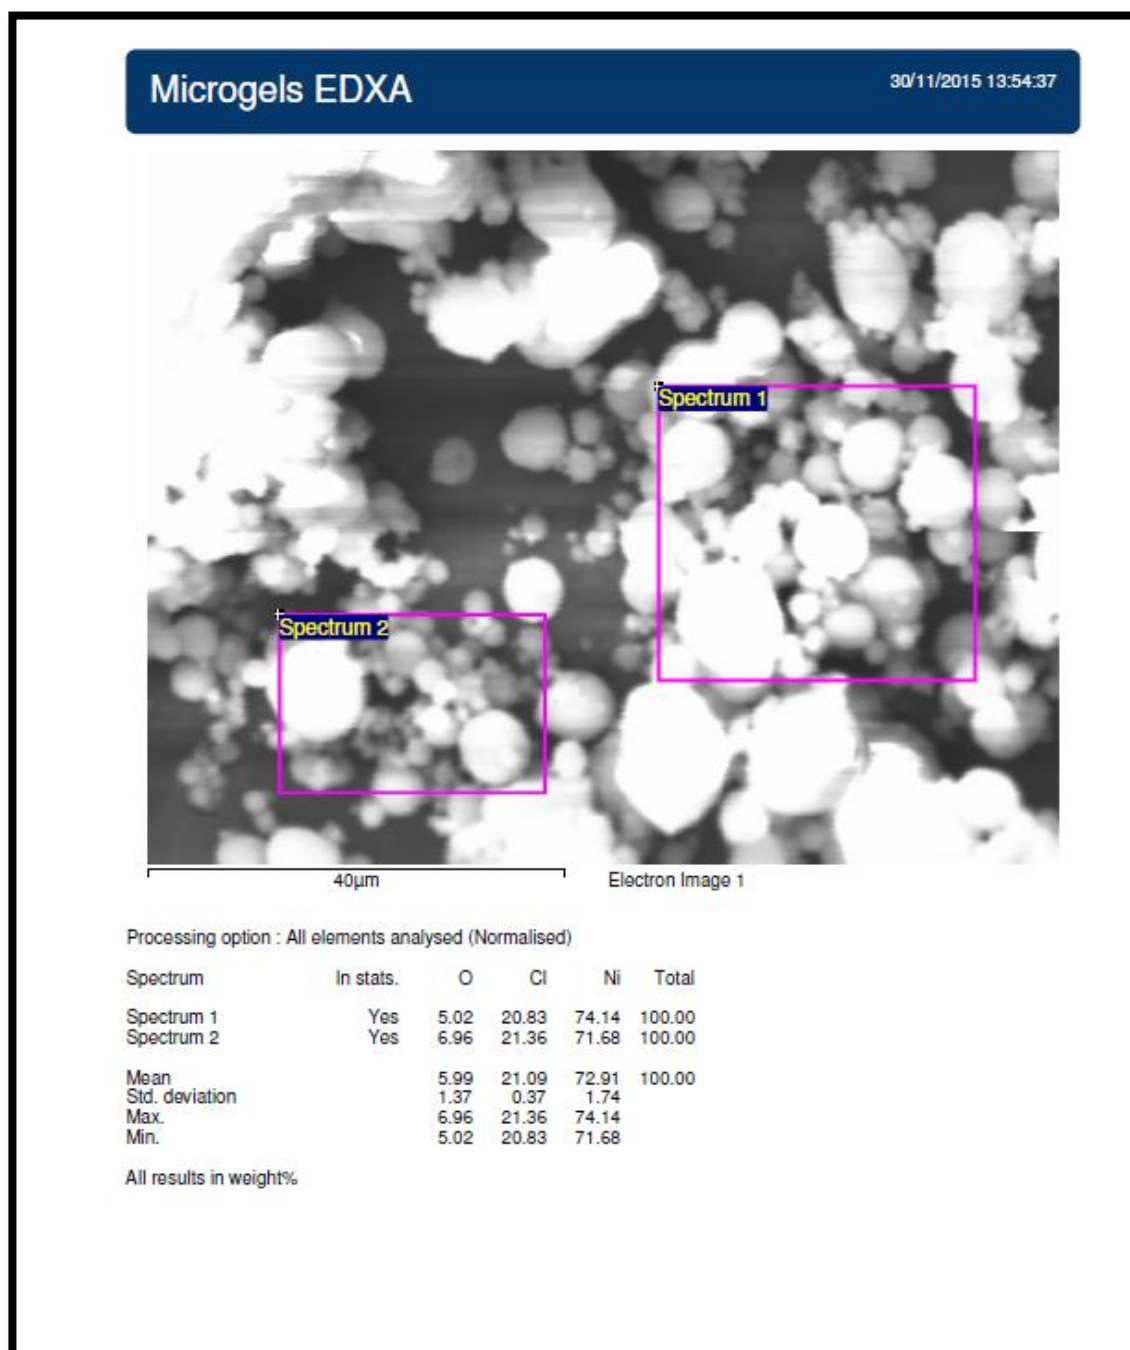 Microgels EDXA 30/11/2015 13:54:37
Spectrum 1
Spectrum 2
40µm Electron Image 1
Processing option : All elements analysed (Normalised)
Spectrum In stats. O Cl Ni Total
Spectrum 1 Yes 5.02 20.83 74.14 100.00
Spectrum 2 Yes 6.96 21.36 71.68 100.00
Mean 5.99 21.09 72.91 100.00
Std. deviation 1.37 0.37 1.74
Max. 6.96 21.36 74.14
Min. 5.02 20.83 71.68
All results in weight%